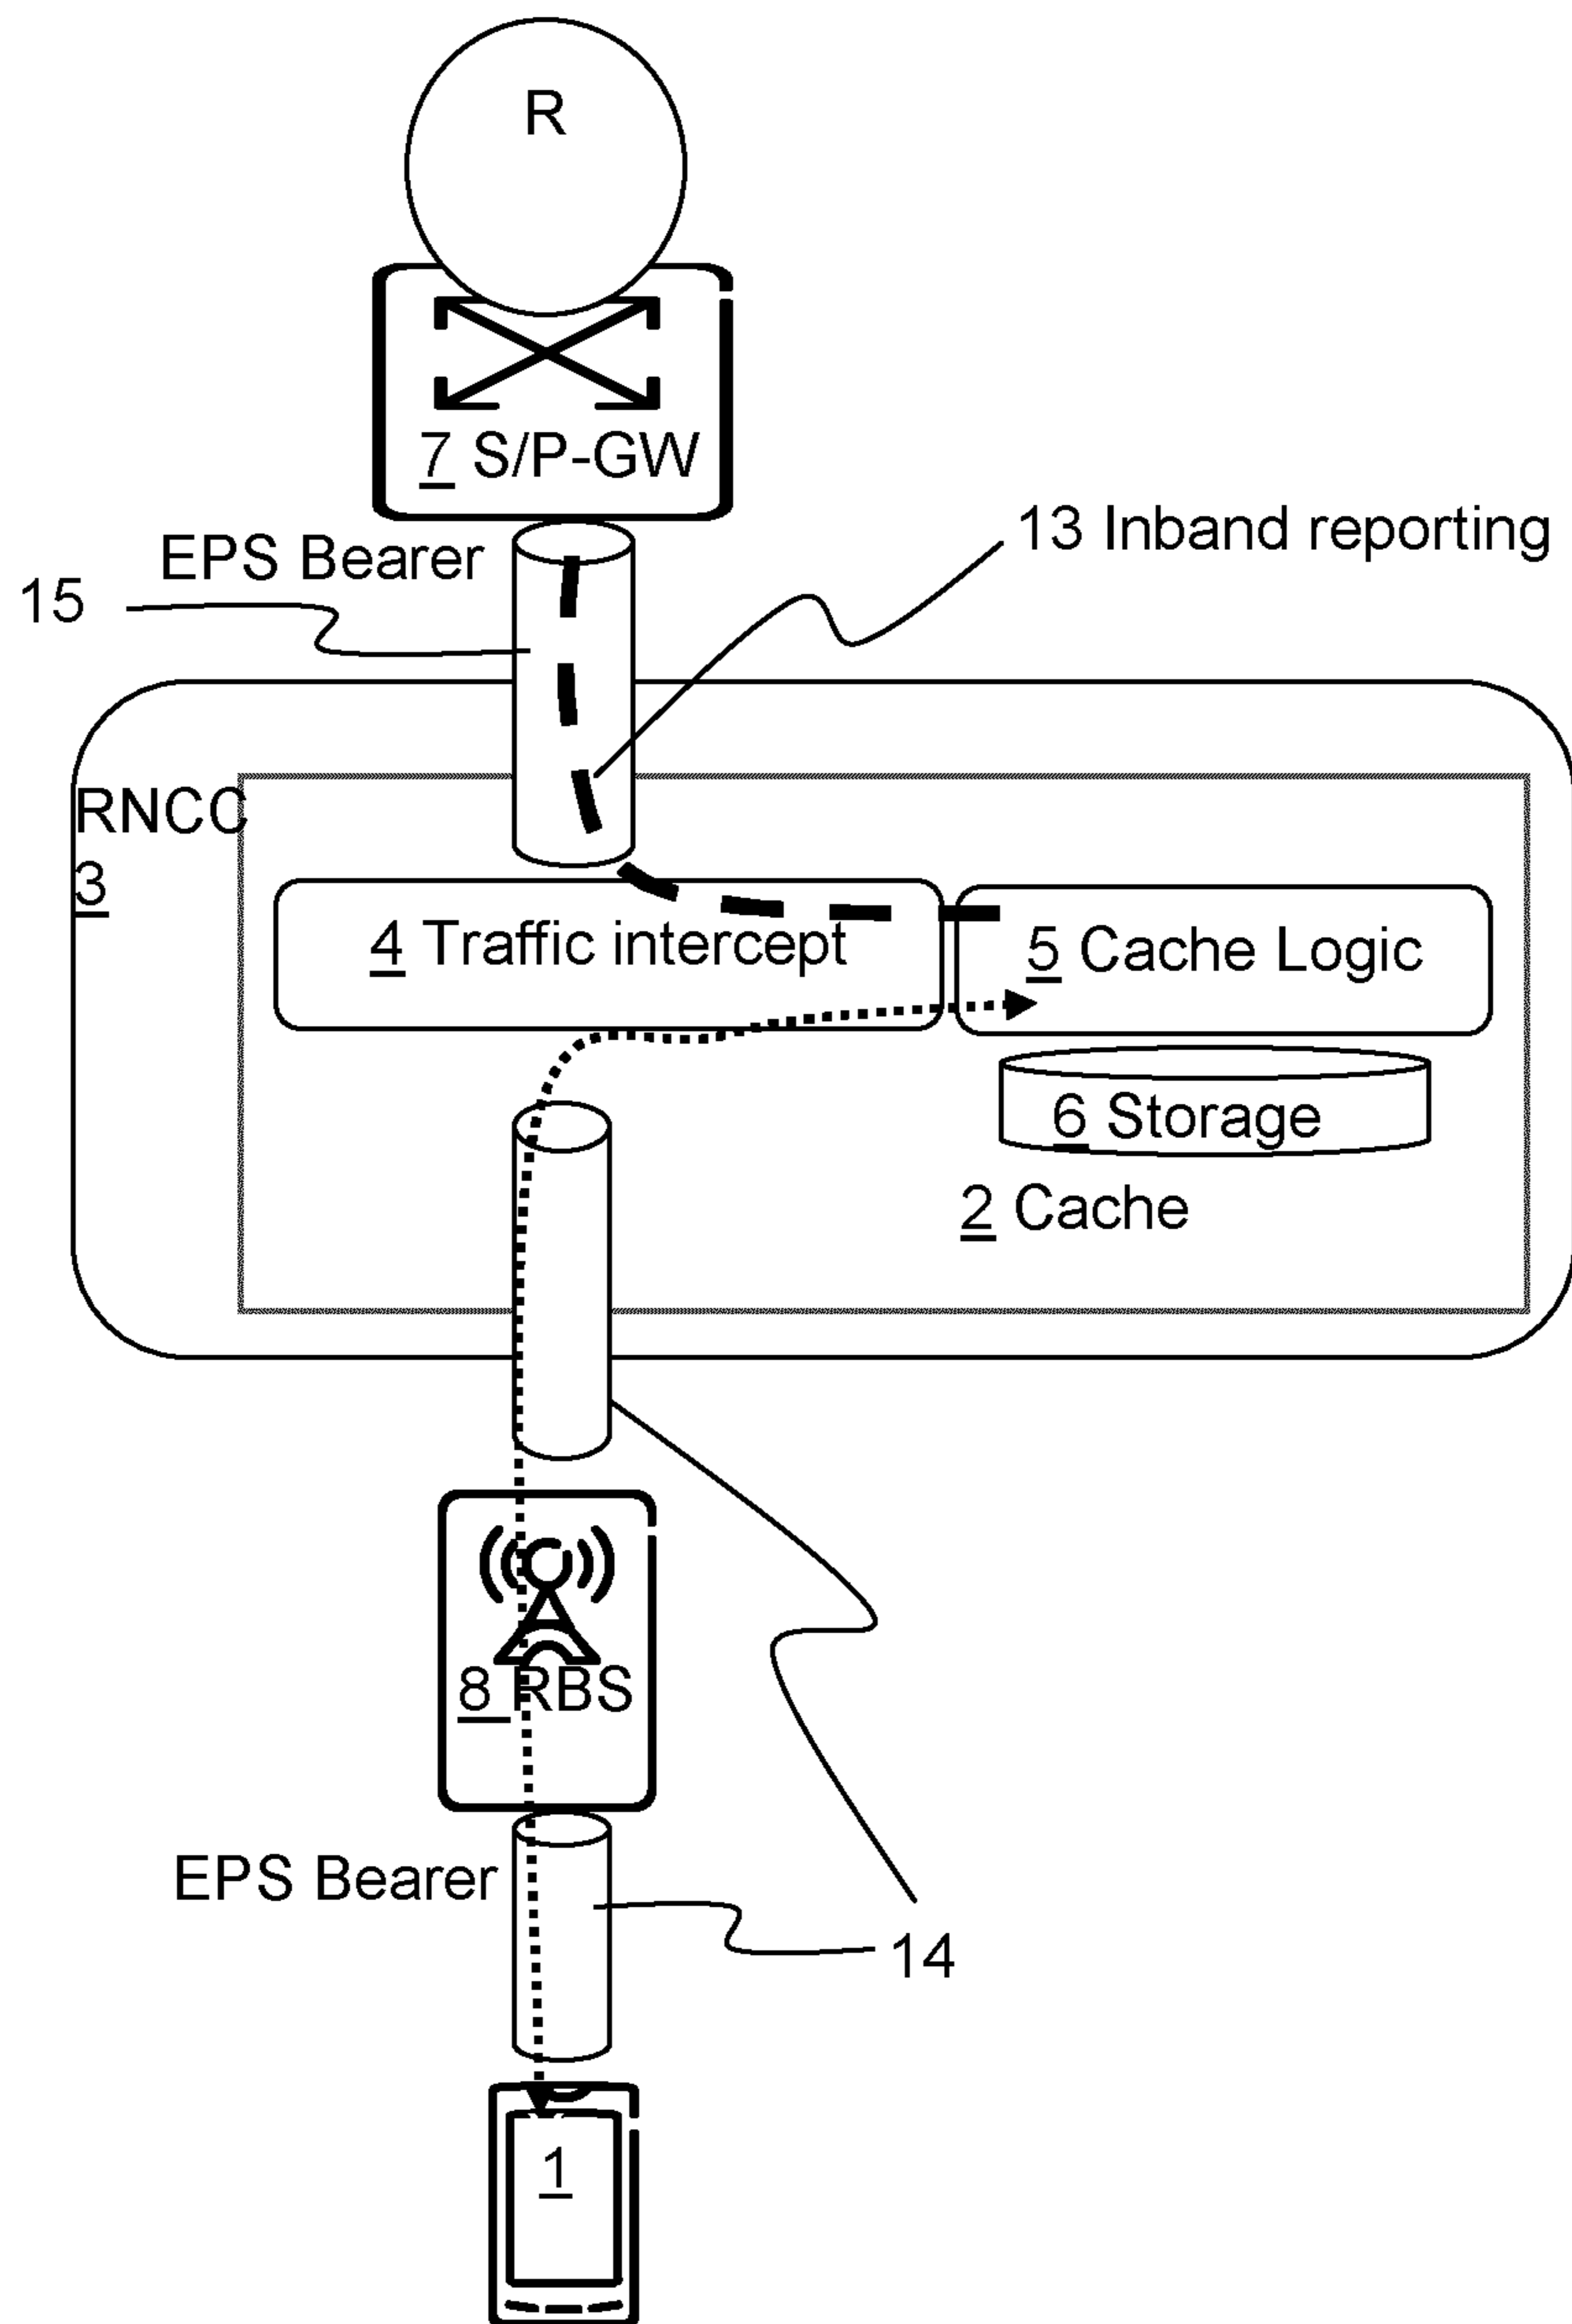 R
7 S/P-GW
13 Inband reporting
EPS Bearer
15
RNCC
3
4 Traffic intercept
5 Cache Logic
6 Storage
2 Cache
8 RBS
EPS Bearer
14
1